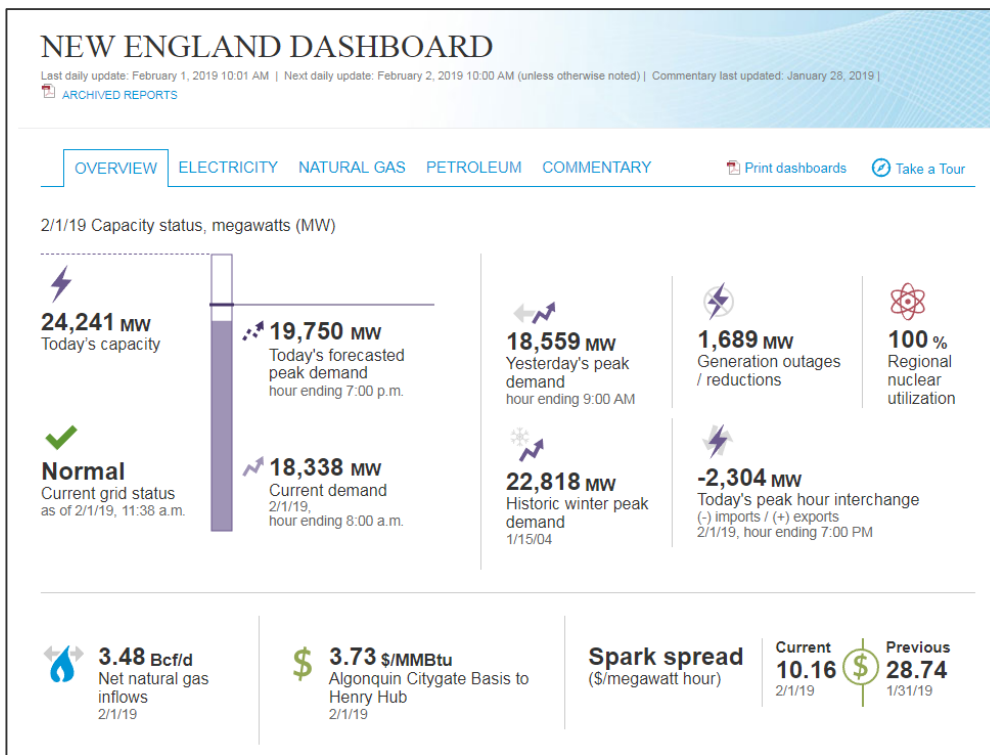 NEW ENGLAND DASHBOARD
Last daily update: February 1, 2019 10:01 AM | Next daily update: February 2, 2019 10:00 AM (unless otherwise noted) | Commentary last updated: January 28, 2019 |
ARCHIVED REPORTS
OVERVIEW ELECTRICITY NATURAL GAS PETROLEUM COMMENTARY Print dashboards Take a Tour
2/1/19 Capacity status, megawatts (MW)
24,241 MW
Today's capacity
19,750 MW
Today's forecasted
peak demand
hour ending 7:00 p.m.
Normal
Current grid status
as of 2/1/19, 11:38 a.m.
18,338 MW
Current demand
2/1/19,
hour ending 8:00 a.m.
18,559 MW
Yesterday's peak
demand
hour ending 9:00 AM
1,689 MW
Generation outages
/ reductions
100 %
Regional
nuclear
utilization
22,818 MW
Historic winter peak
demand
1/15/04
-2,304 MW
Today's peak hour interchange
(-) imports / (+) exports
2/1/19, hour ending 7:00 PM
3.48 Bcf/d
Net natural gas
inflows
2/1/19
$
3.73 $/MMBtu
Algonquin Citygate Basis to
Henry Hub
2/1/19
Spark spread
($/megawatt hour)
Current
10.16
2/1/19
$
Previous
28.74
1/31/19